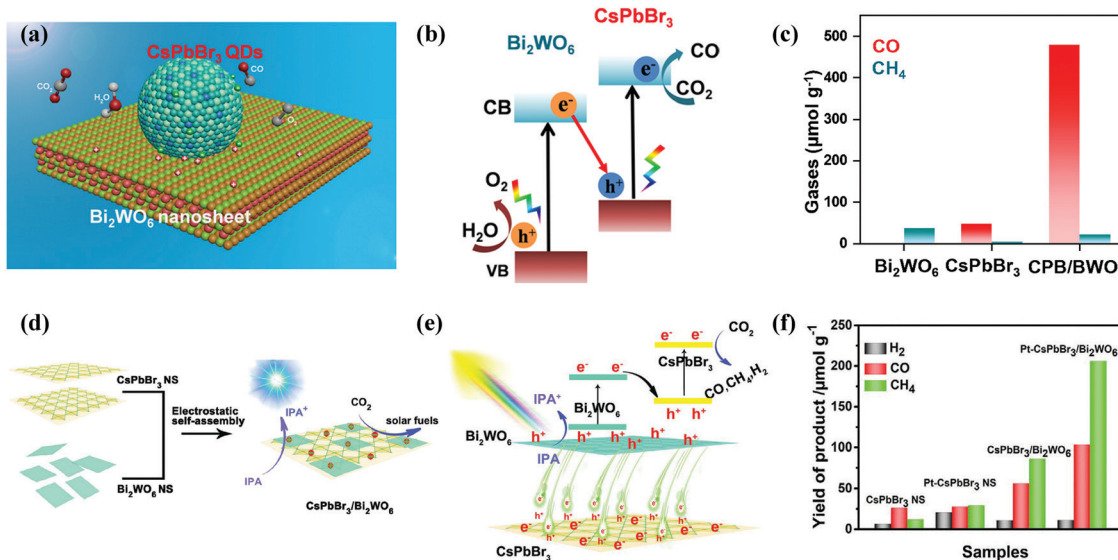 (a)
CsPbBr₃ QDs
CO₂
H₂O
CO
O₂
Bi₂WO₆ nanosheet
(b)
CsPbBr₃
Bi₂WO₆
e⁻
CO
CO₂
CB
e⁻
O₂
h⁺
H₂O
h⁺
VB
(c)
CO
CH₄
Gases (μmol g⁻¹)
500
400
300
200
100
0
Bi₂WO₆ CsPbBr₃ CPB/BWO
(d)
CsPbBr₃ NS
Electrostatic
self-assembly
Bi₂WO₆ NS
IPA⁺
IPA
CO₂
solar fuels
CsPbBr₃/Bi₂WO₆
(e)
e⁻ e⁻
CO₂
CsPbBr₃
e⁻ e⁻
CO,CH₄,H₂
IPA⁺
Bi₂WO₆
h⁺ h⁺
Bi₂WO₆
h⁺ h⁺ h⁺ h⁺ h⁺ h⁺ h⁺
IPA
e⁻ e⁻ e⁻ e⁻ e⁻ e⁻
h⁺ h⁺ h⁺ h⁺ h⁺ h⁺
e⁻ e⁻ e⁻ e⁻ e⁻ e⁻
CsPbBr₃
(f)
Yield of product /μmol g⁻¹
250
200
150
100
50
0
H₂
CO
CH₄
Pt-CsPbBr₃/Bi₂WO₆
CsPbBr₃/Bi₂WO₆
Pt-CsPbBr₃ NS
CsPbBr₃ NS
Samples